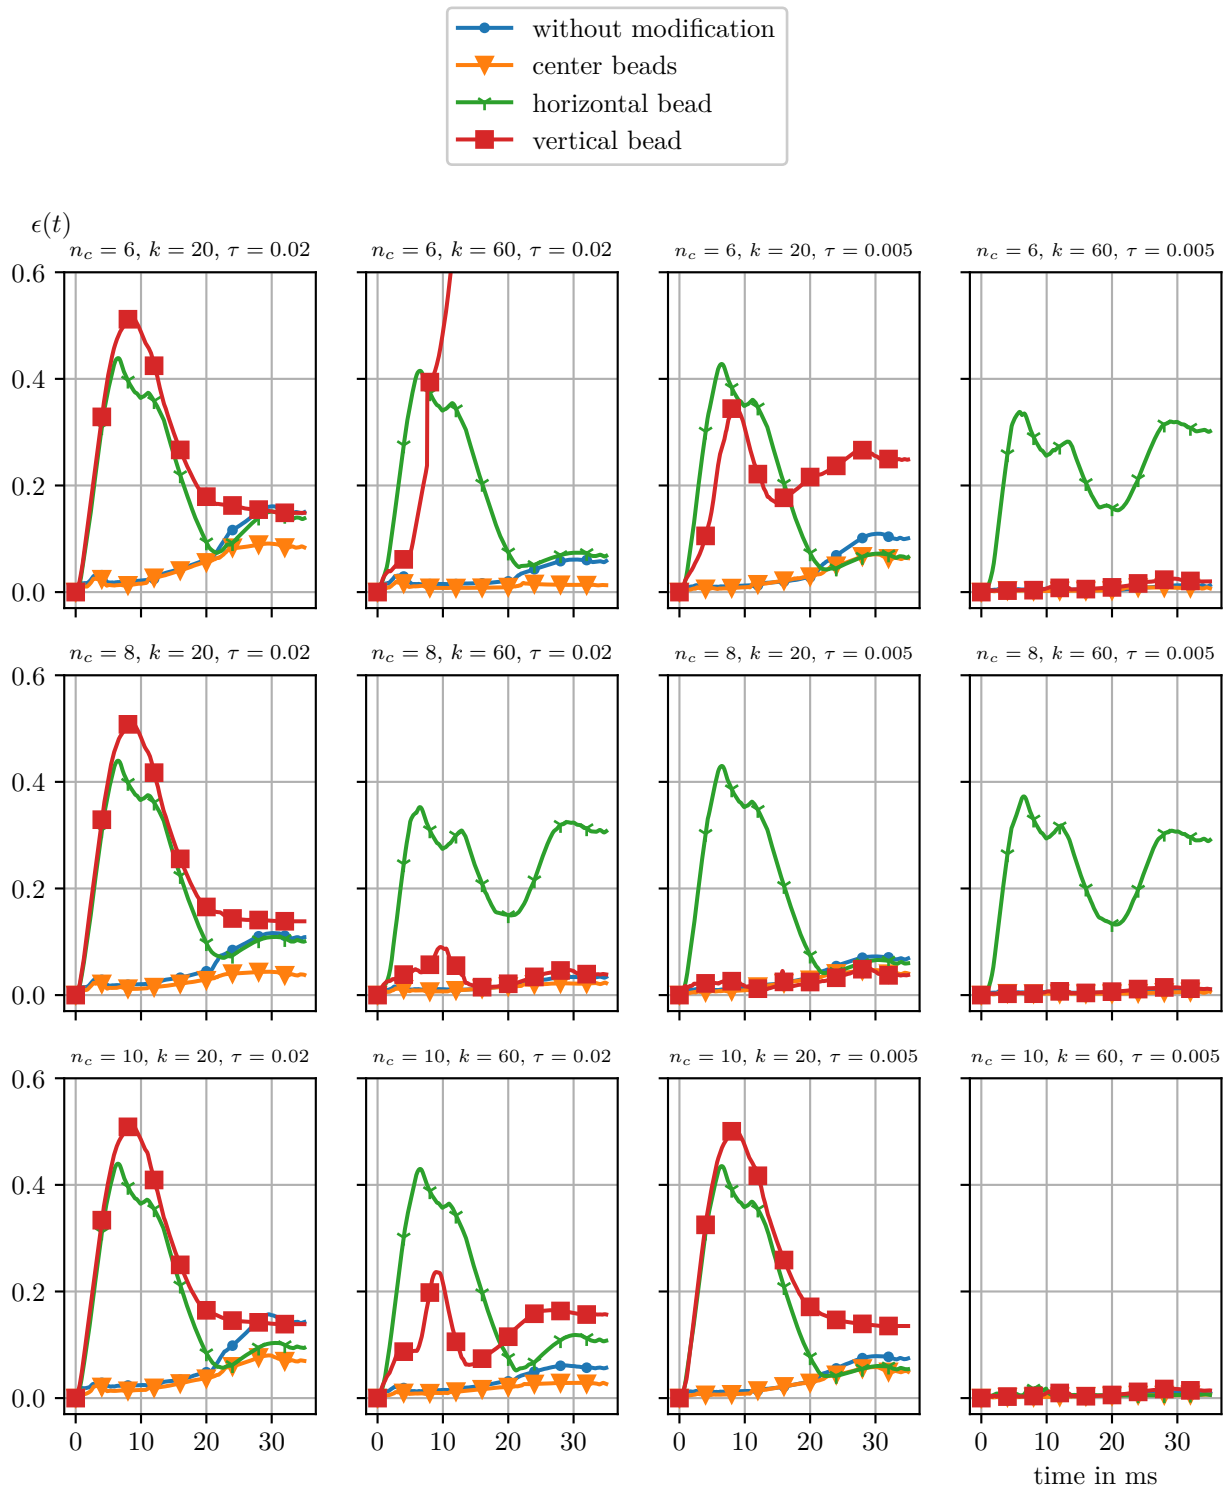 without modification
center beads
horizontal bead
vertical bead
ϵ(t)
n_c = 6, k = 20, τ = 0.02
n_c = 6, k = 60, τ = 0.02
n_c = 6, k = 20, τ = 0.005
n_c = 6, k = 60, τ = 0.005
0.6
0.4
0.2
0.0
n_c = 8, k = 20, τ = 0.02
n_c = 8, k = 60, τ = 0.02
n_c = 8, k = 20, τ = 0.005
n_c = 8, k = 60, τ = 0.005
0.6
0.4
0.2
0.0
n_c = 10, k = 20, τ = 0.02
n_c = 10, k = 60, τ = 0.02
n_c = 10, k = 20, τ = 0.005
n_c = 10, k = 60, τ = 0.005
0.6
0.4
0.2
0.0
0 10 20 30
0 10 20 30
0 10 20 30
0 10 20 30
time in ms